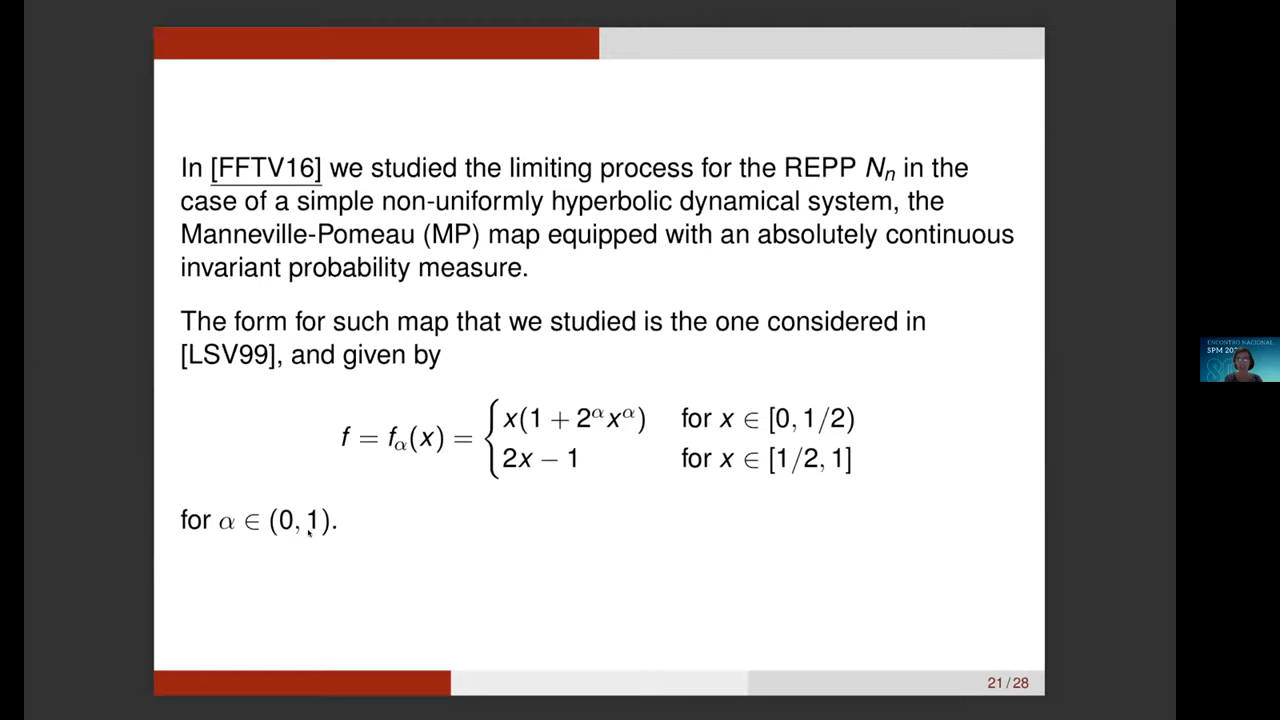 In [FFTV16] we studied the limiting process for the REPP Nₙ in the
case of a simple non-uniformly hyperbolic dynamical system, the
Manneville-Pomeau (MP) map equipped with an absolutely continuous
invariant probability measure.
The form for such map that we studied is the one considered in
[LSV99], and given by
f = f_α(x) = { x(1 + 2^α x^α) for x ∈ [0, 1/2)
2x − 1 for x ∈ [1/2, 1]
for α ∈ (0, 1).
21 / 28
ENCONTRO NACIONAL